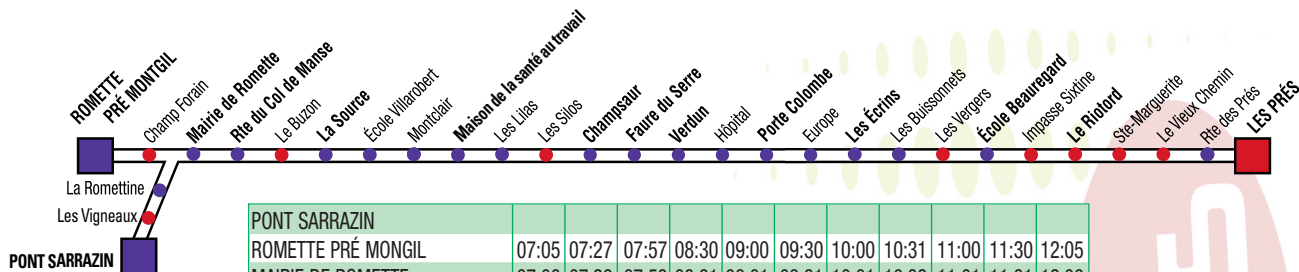 ROMETTE
PRÉ MONTGIL
Champ Forain
Mairie de Romette
Rte du Col de Manse
Le Buzon
La Source
École Villarobert
Montclair
Maison de la santé au travail
Les Lilas
Les Silos
Champsaur
Faure du Serre
Verdun
Hôpital
Porte Colombe
Europe
Les Écrins
Les Buissonnets
Les Vergers
École Beauregard
Impasse Sixtine
Le Riotord
Ste-Marguerite
Le Vieux Chemin
Rte des Prés
LES PRÉS
La Romettine
Les Vigneaux
PONT SARRAZIN
PONT SARRAZIN
ROMETTE PRÉ MONGIL 07:05 07:27 07:57 08:30 09:00 09:30 10:00 10:31 11:00 11:30 12:05
MAIRIE DE ROMETTE